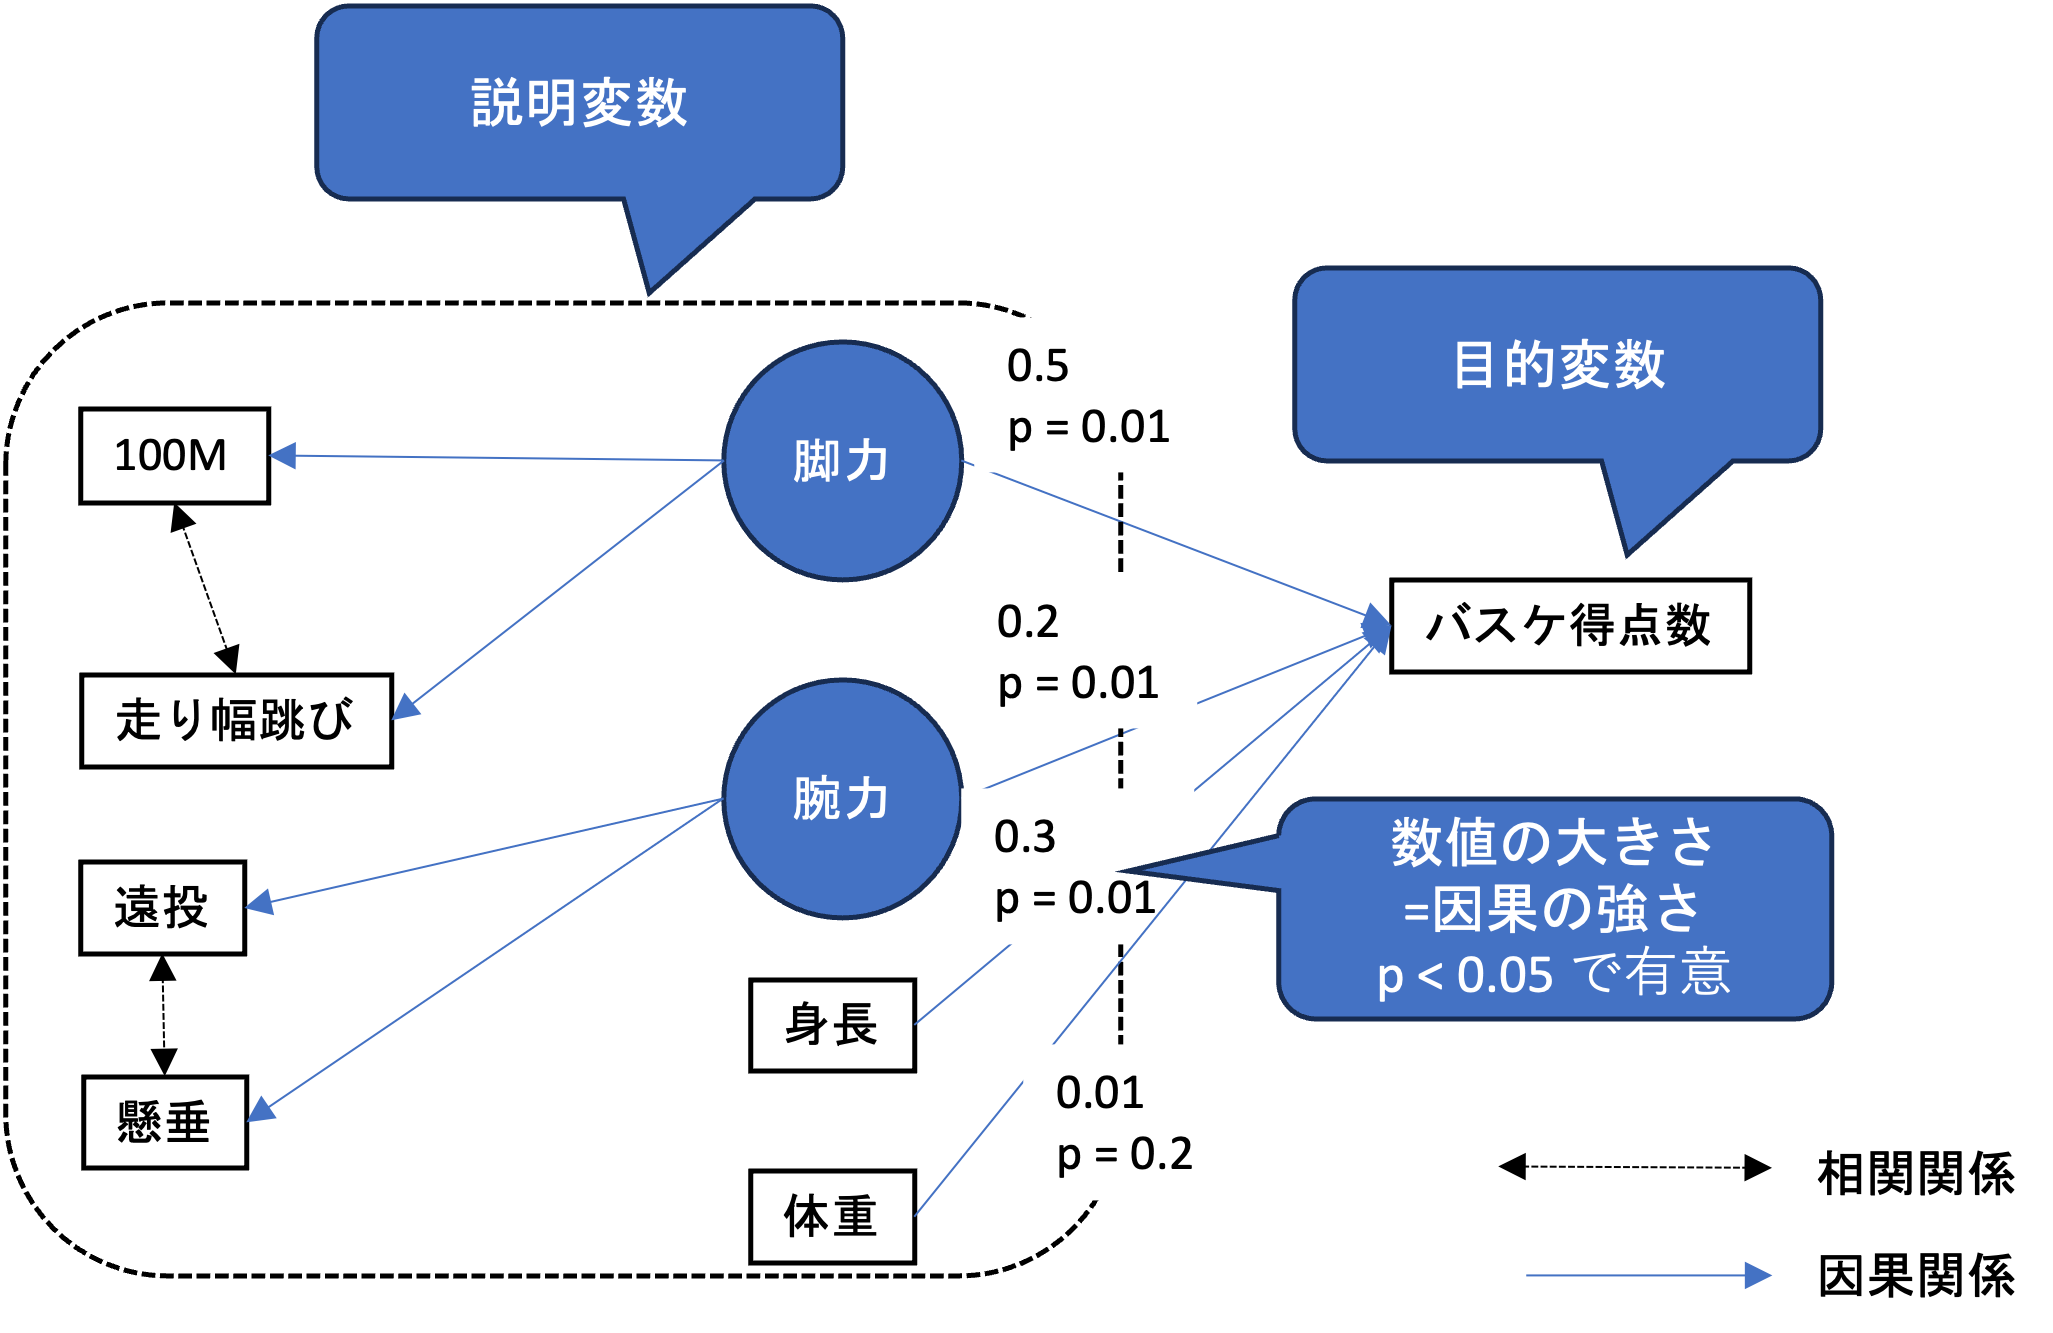 説明変数
目的変数
0.5
p = 0.01
100M
脚力
バスケ得点数
0.2
p = 0.01
走り幅跳び
腕力
0.3
p = 0.01
数値の大きさ
=因果の強さ
p < 0.05 で有意
遠投
身長
懸垂
0.01
p = 0.2
体重
相関関係
因果関係